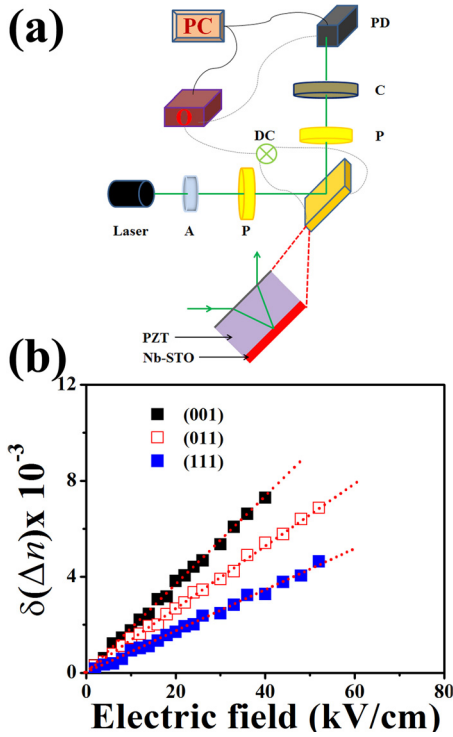 (a)
PC
PD
O
C
DC
P
Laser
A
P
PZT
Nb-STO
(b)
12
8
4
0
δ(Δn)x 10⁻³
(001)
(011)
(111)
0 20 40 60 80
Electric field (kV/cm)